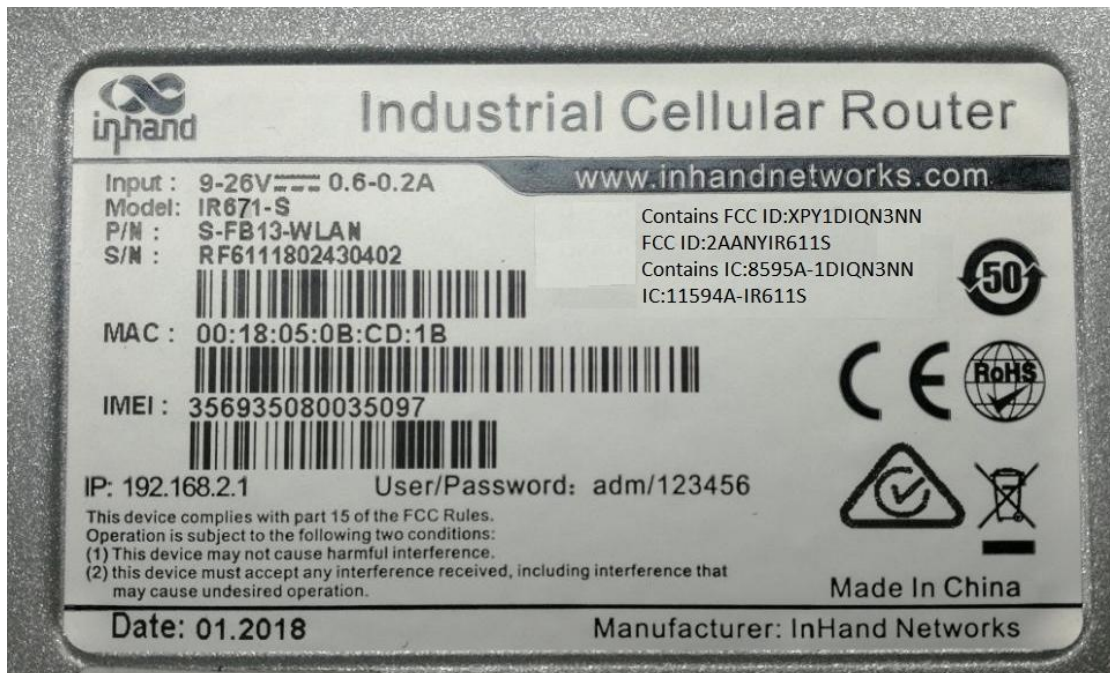 inhand
Industrial Cellular Router
www.inhandnetworks.com
Input : 9-26V 0.6-0.2A
Model: IR671-S
P/N : S-FB13-WLAN
S/N : RF6111802430402
Contains FCC ID:XPY1DIQN3NN
FCC ID:2AANYIR611S
Contains IC:8595A-1DIQN3NN
IC:11594A-IR611S
50
MAC : 00:18:05:0B:CD:1B
CE
RoHS
IMEI : 356935080035097
IP: 192.168.2.1 User/Password: adm/123456
This device complies with part 15 of the FCC Rules.
Operation is subject to the following two conditions:
(1) This device may not cause harmful interference.
(2) this device must accept any interference received, including interference that
may cause undesired operation.
Made In China
Date: 01.2018 Manufacturer: InHand Networks